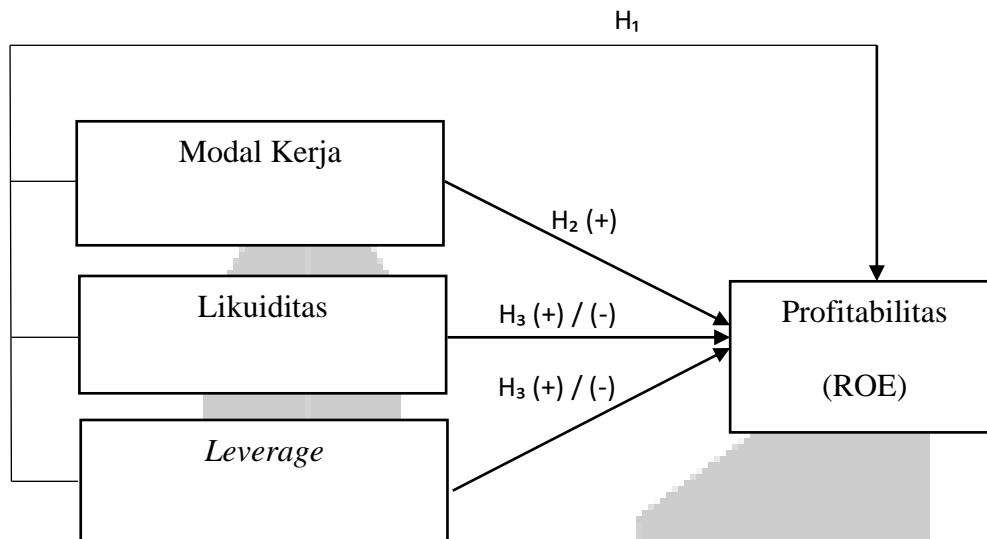 H₁
Modal Kerja
H₂ (+)
Likuiditas
H₃ (+) / (-)
Profitabilitas
(ROE)
H₃ (+) / (-)
Leverage